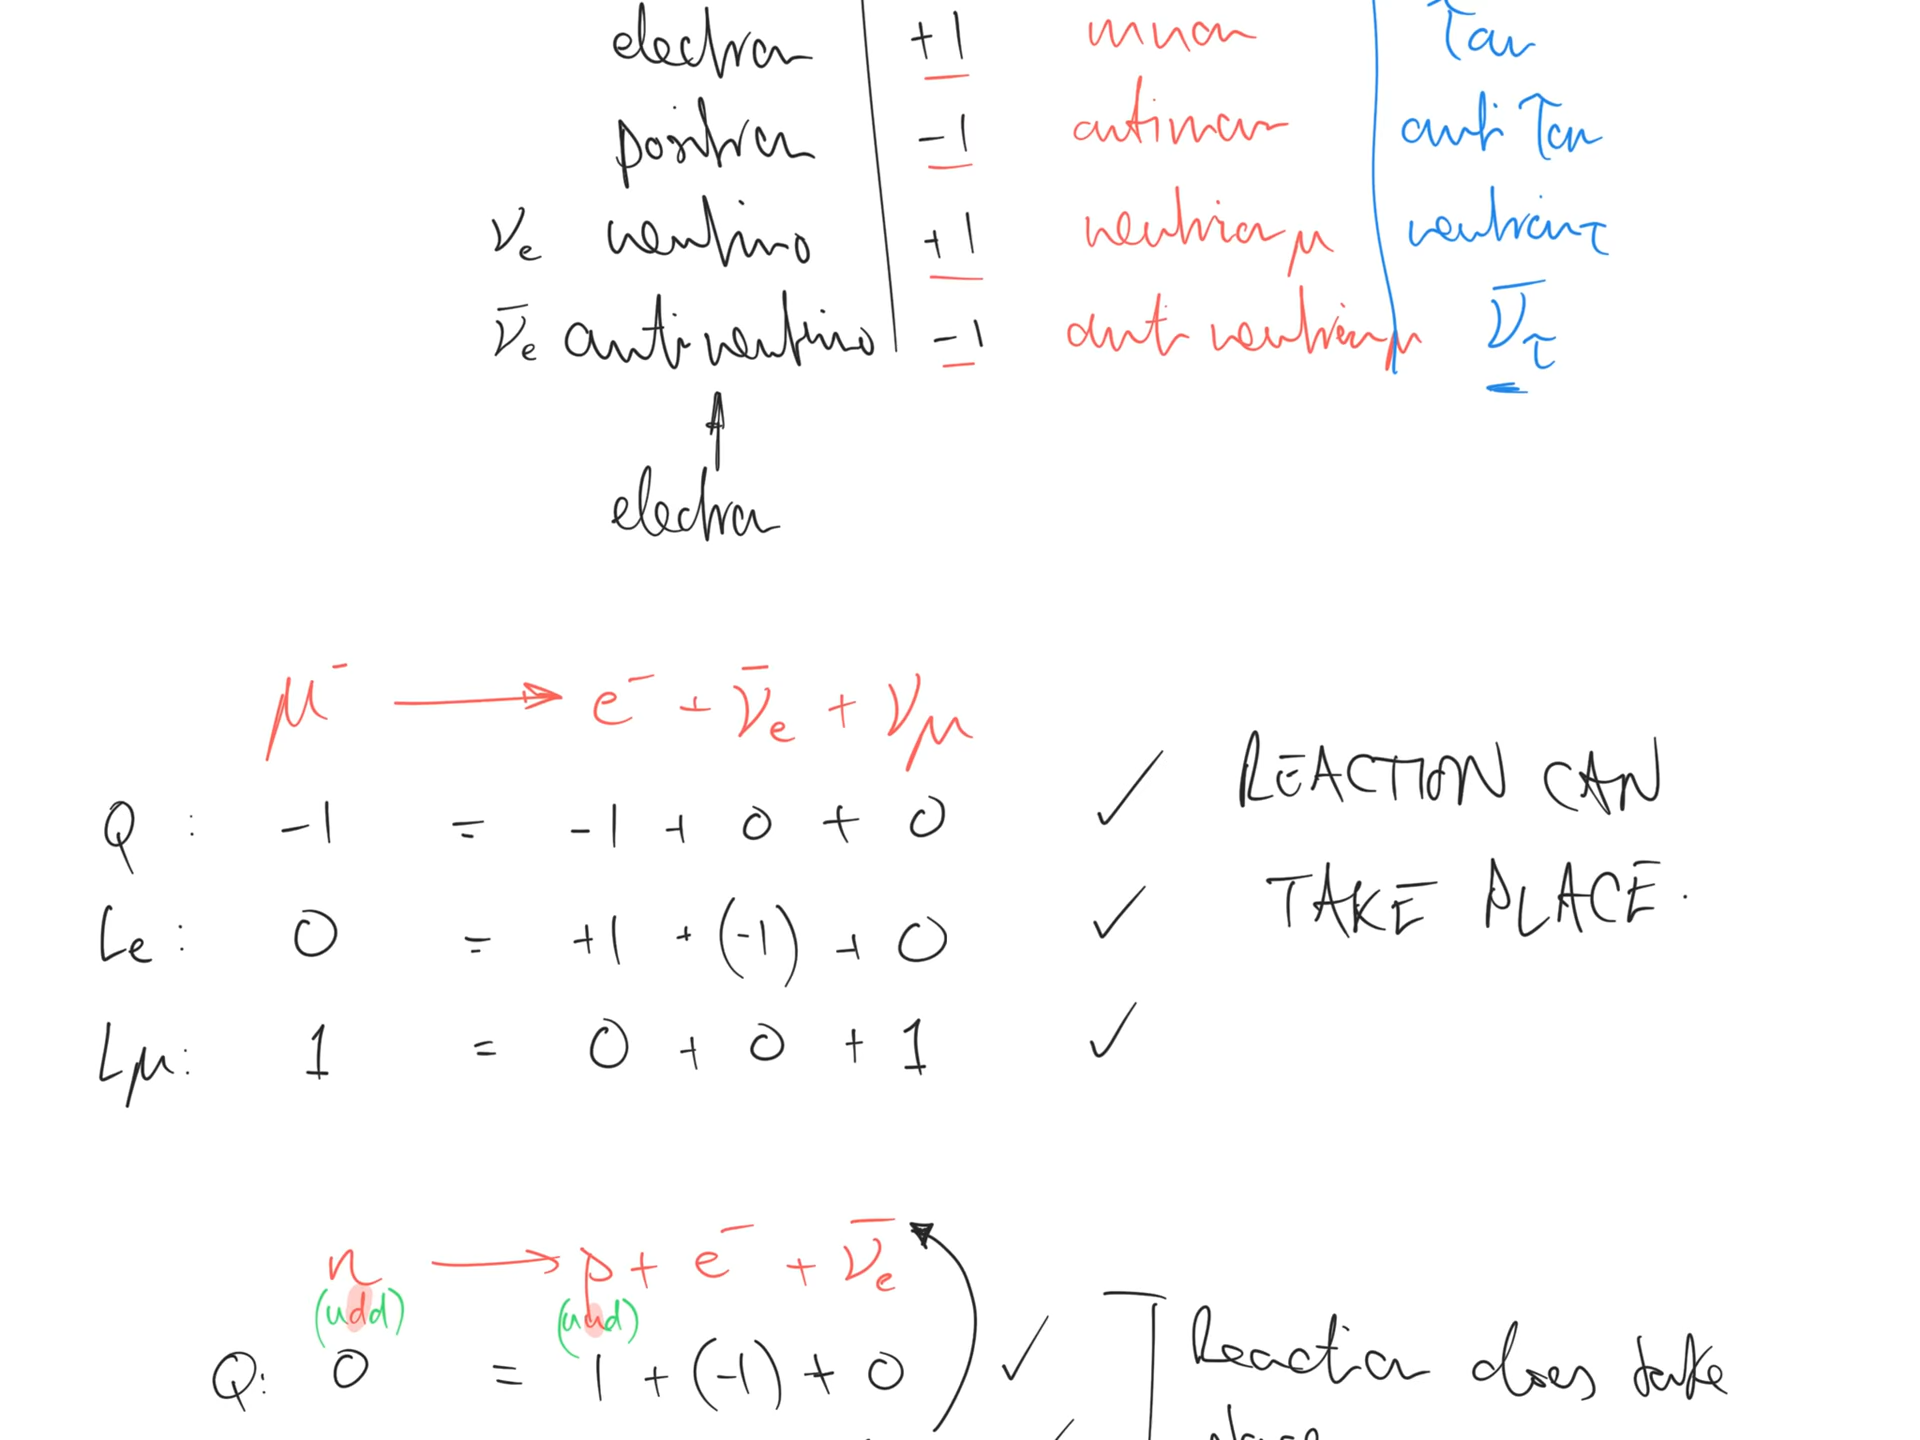 electron +1 muon Tau
positron -1 antimuon anti Tau
νe neutrino +1 neutrino μ neutrino τ
ν̄e antineutrino -1 anti neutrino μ ν̄τ
electron
μ⁻ → e⁻ + ν̄e + νμ
Q : -1 = -1 + 0 + 0 ✓ REACTION CAN
Le : 0 = +1 + (-1) + 0 ✓ TAKE PLACE.
Lμ: 1 = 0 + 0 + 1 ✓
n → p + e⁻ + ν̄e
(udd) (uud)
Q: 0 = 1 + (-1) + 0 ✓ Reaction does take
place